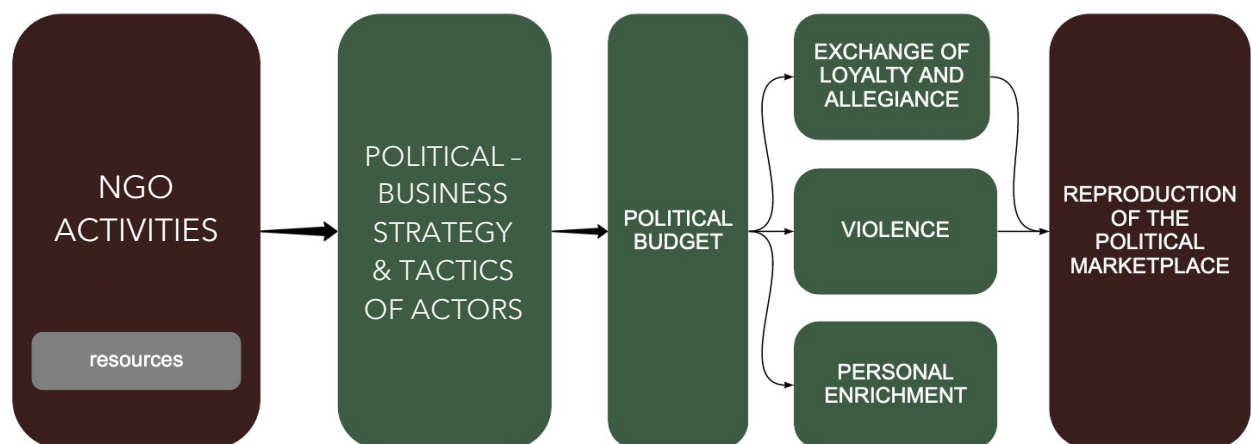 NGO
ACTIVITIES
resources
POLITICAL –
BUSINESS
STRATEGY
& TACTICS
OF ACTORS
POLITICAL
BUDGET
EXCHANGE OF
LOYALTY AND
ALLEGIANCE
VIOLENCE
PERSONAL
ENRICHMENT
REPRODUCTION
OF THE
POLITICAL
MARKETPLACE